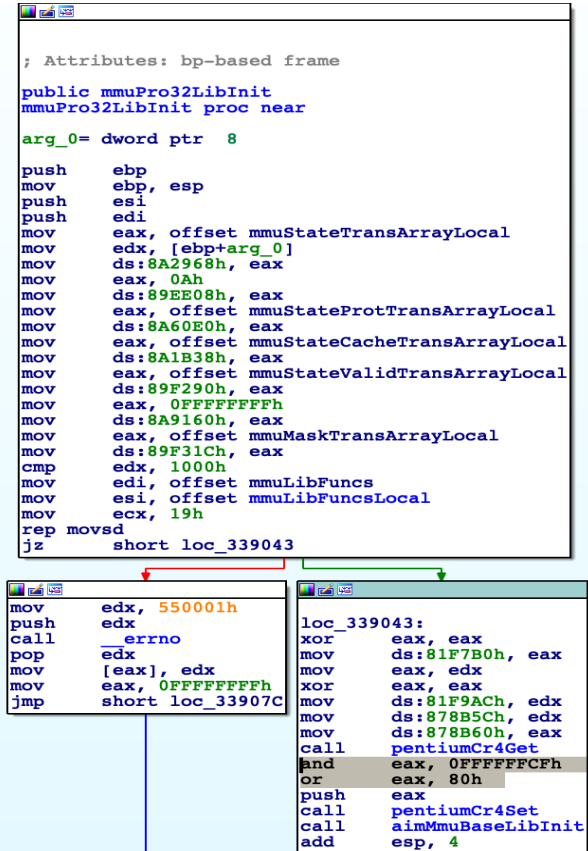 ; Attributes: bp-based frame
public mmuPro32LibInit
mmuPro32LibInit proc near
arg_0= dword ptr  8
push    ebp
mov     ebp, esp
push    esi
push    edi
mov     eax, offset mmuStateTransArrayLocal
mov     edx, [ebp+arg_0]
mov     ds:8A2968h, eax
mov     eax, 0Ah
mov     ds:89EE08h, eax
mov     eax, offset mmuStateProtTransArrayLocal
mov     ds:8A60E0h, eax
mov     eax, offset mmuStateCacheTransArrayLocal
mov     ds:8A1B38h, eax
mov     eax, offset mmuStateValidTransArrayLocal
mov     ds:89F290h, eax
mov     eax, 0FFFFFFFFh
mov     ds:8A9160h, eax
mov     eax, offset mmuMaskTransArrayLocal
mov     ds:89F31Ch, eax
cmp     edx, 1000h
mov     edi, offset mmuLibFuncs
mov     esi, offset mmuLibFuncsLocal
mov     ecx, 19h
rep movsd
jz      short loc_339043
mov     edx, 550001h
push    edx
call    __errno
pop     edx
mov     [eax], edx
mov     eax, 0FFFFFFFFh
jmp     short loc_33907C
loc_339043:
xor     eax, eax
mov     ds:81F7B0h, eax
mov     eax, edx
xor     eax, eax
mov     ds:81F9ACh, edx
mov     ds:878B5Ch, edx
mov     ds:878B60h, eax
call    pentiumCr4Get
and     eax, 0FFFFFFCFh
or      eax, 80h
push    eax
call    pentiumCr4Set
call    aimMmuBaseLibInit
add     esp, 4